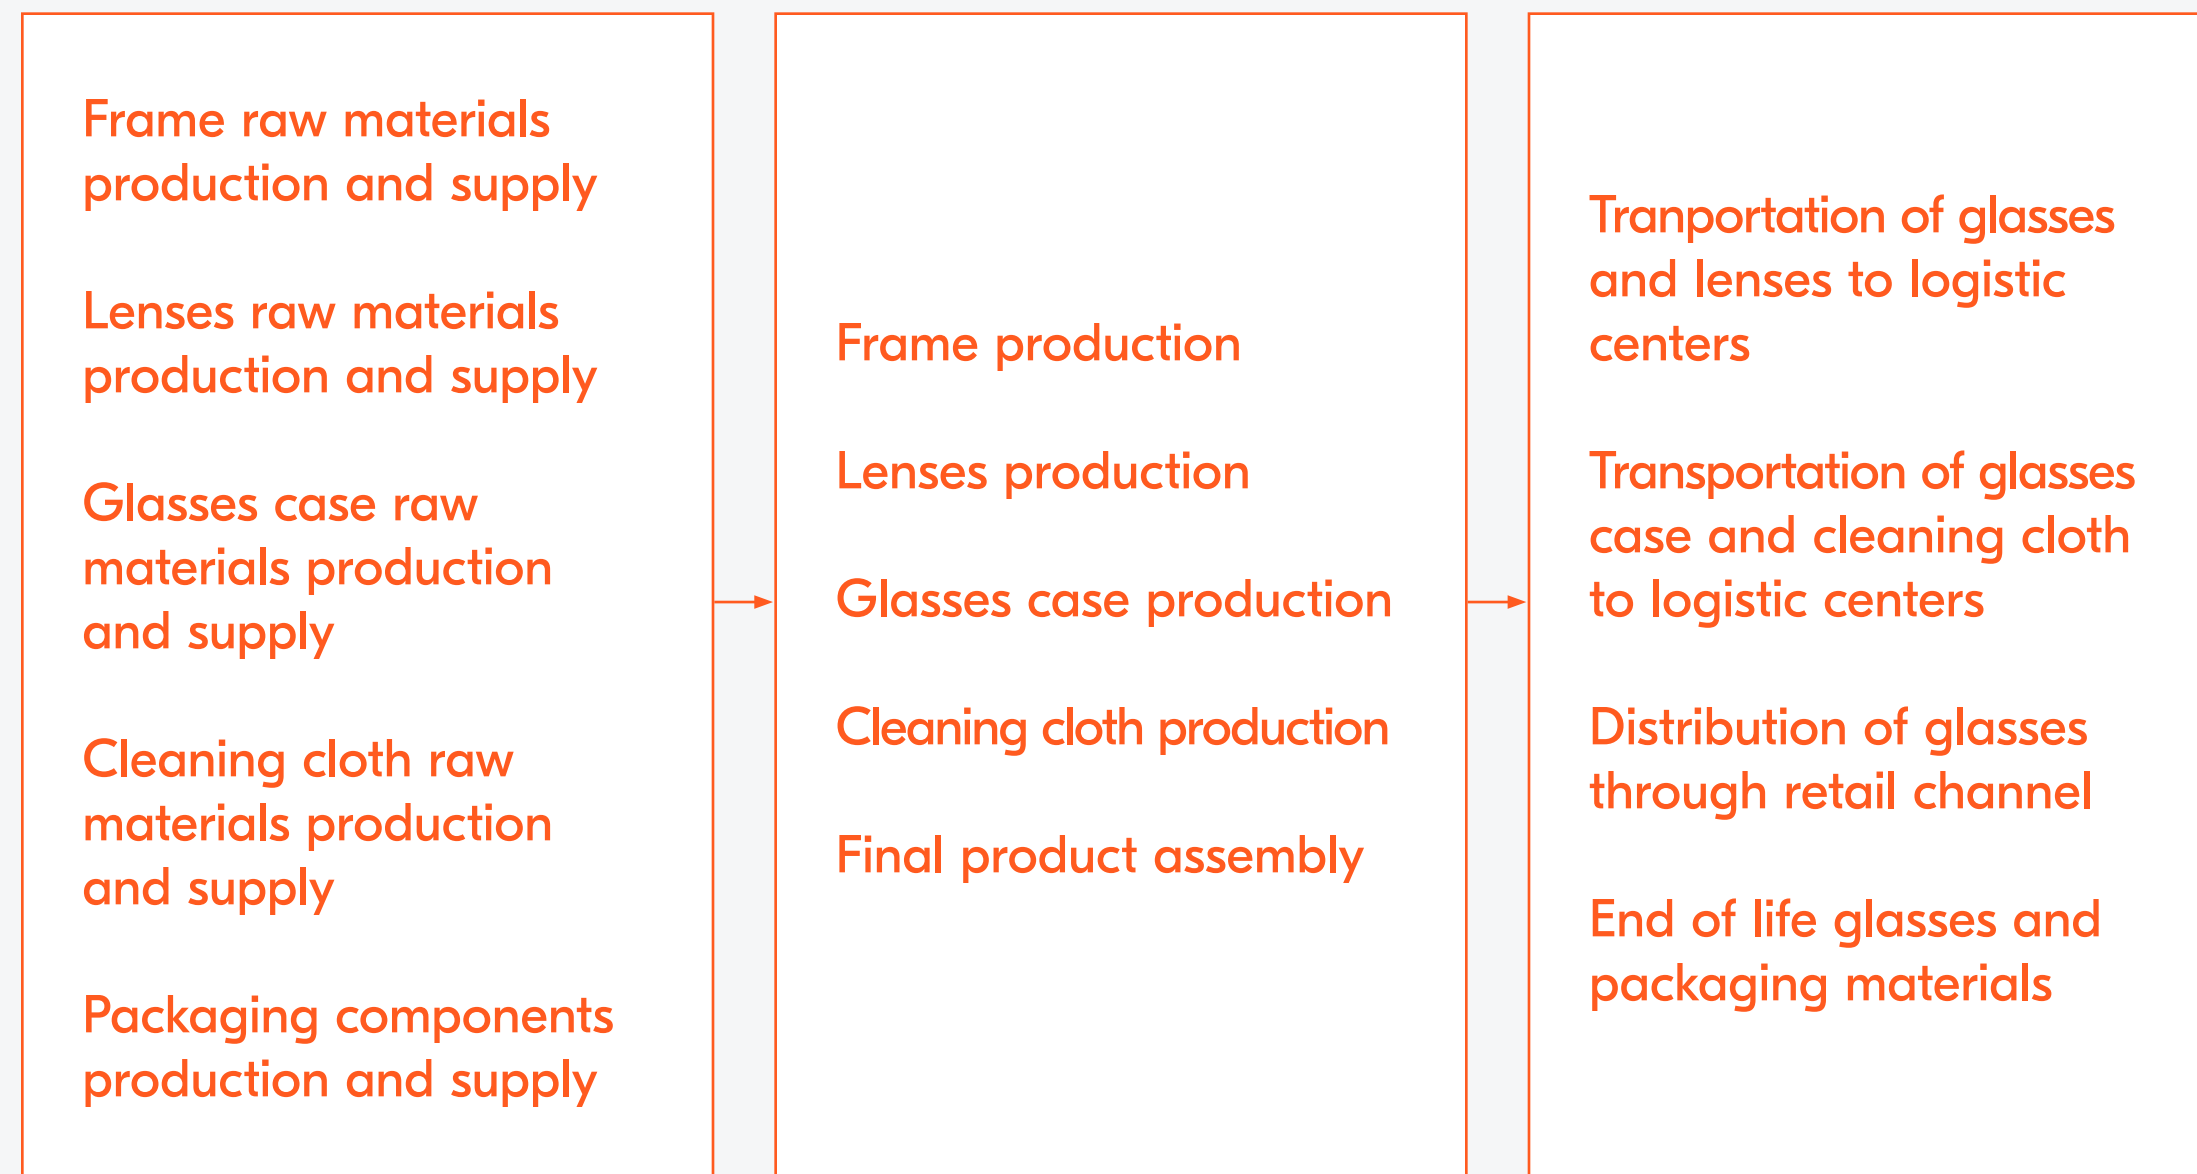 Frame raw materials
production and supply
Lenses raw materials
production and supply
Glasses case raw
materials production
and supply
Cleaning cloth raw
materials production
and supply
Packaging components
production and supply
Frame production
Lenses production
Glasses case production
Cleaning cloth production
Final product assembly
Tranportation of glasses
and lenses to logistic
centers
Transportation of glasses
case and cleaning cloth
to logistic centers
Distribution of glasses
through retail channel
End of life glasses and
packaging materials